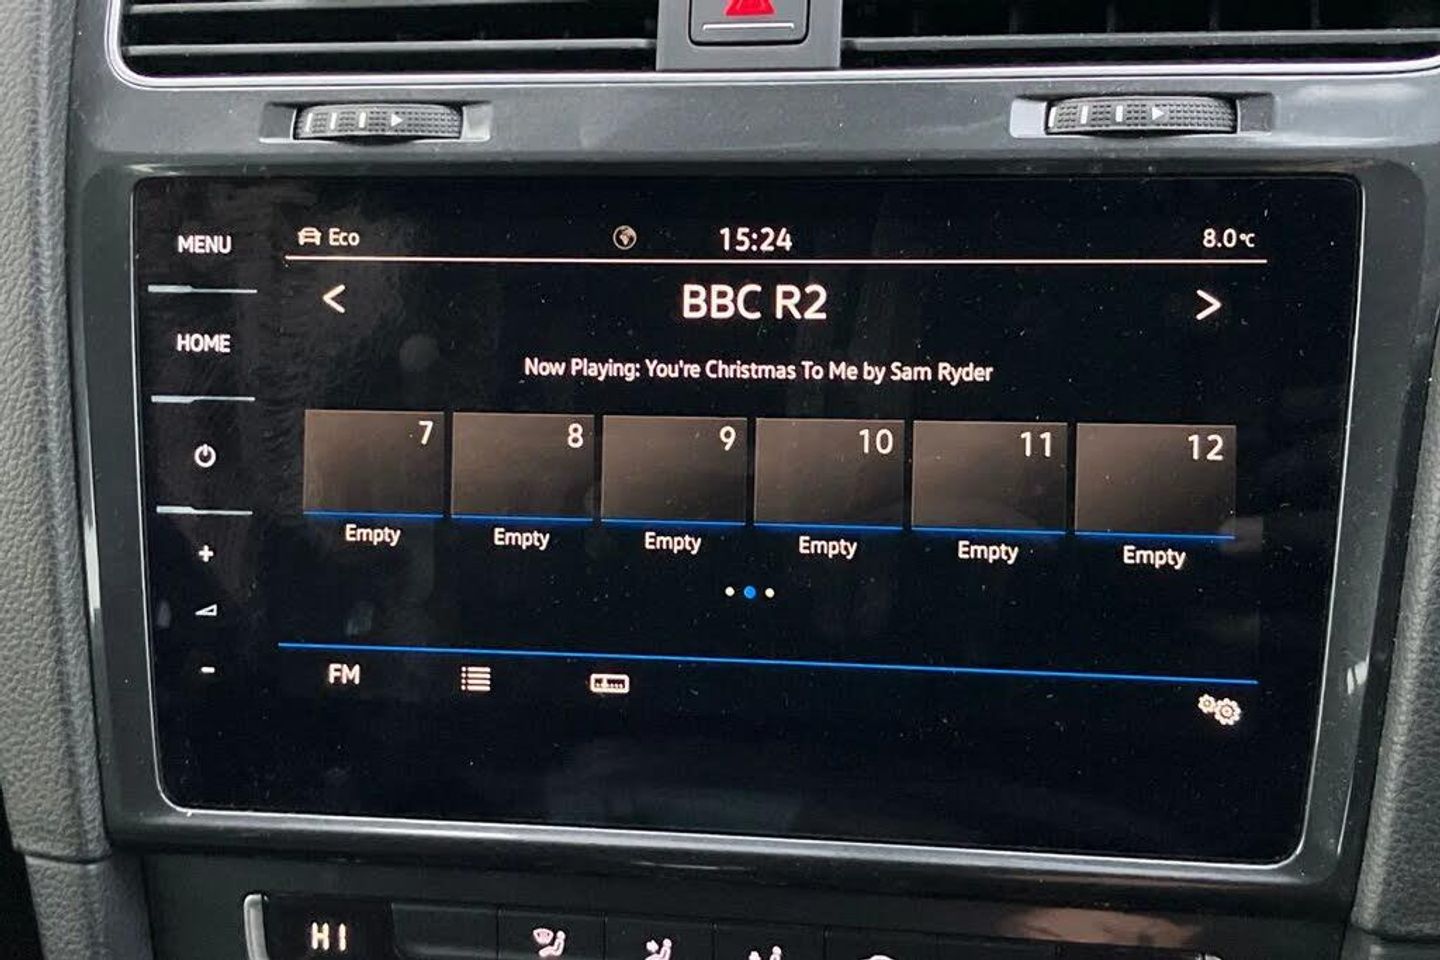 MENU
Eco 15:24 8.0°C
< BBC R2 >
HOME
Now Playing: You're Christmas To Me by Sam Ryder
7 8 9 10 11 12
Empty Empty Empty Empty Empty Empty
+
-
FM
HI